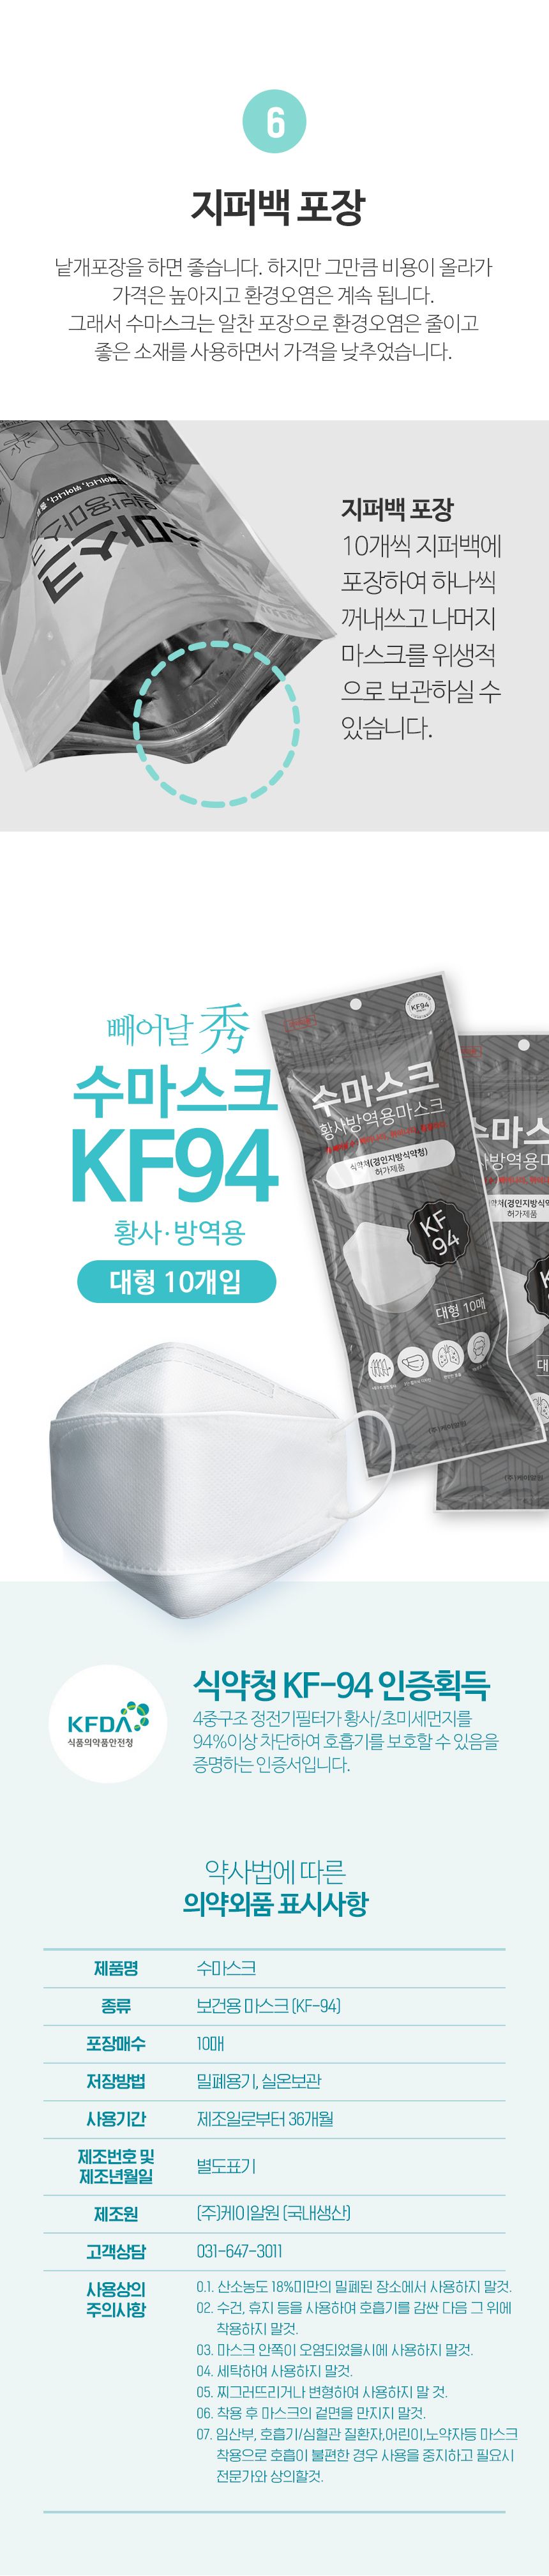 6
지퍼백 포장
낱개포장을 하면 좋습니다. 하지만 그만큼 비용이 올라가
가격은 높아지고 환경오염은 계속 됩니다.
그래서 수마스크는 알찬 포장으로 환경오염은 줄이고
좋은 소재를 사용하면서 가격을 낮추었습니다.
지퍼백 포장
10개씩 지퍼백에
포장하여 하나씩
꺼내쓰고 나머지
마스크를 위생적
으로 보관하실 수
있습니다.
빼어날 秀
수마스크
KF94
황사·방역용
대형 10개입
KF94
수마스크
황사방역용마스크
식약처(경인지방식약청)
허가제품
KF
94
대형 10매
(주)케이알원
식약청 KF-94 인증획득
4중구조 정전기필터가 황사/초미세먼지를
94%이상 차단하여 호흡기를 보호할 수 있음을
증명하는 인증서입니다.
KFDA
식품의약품안전청
약사법에 따른
의약외품 표시사항
제품명 수마스크
종류 보건용 마스크 (KF-94)
포장매수 10매
저장방법 밀폐용기, 실온보관
사용기간 제조일로부터 36개월
제조번호 및
제조년월일 별도표기
제조원 (주)케이알원 (국내생산)
고객상담 031-647-3011
사용상의
주의사항
0.1. 산소농도 18%미만의 밀폐된 장소에서 사용하지 말것.
02. 수건, 휴지 등을 사용하여 호흡기를 감싼 다음 그 위에
착용하지 말것.
03. 마스크 안쪽이 오염되었을시에 사용하지 말것.
04. 세탁하여 사용하지 말것.
05. 찌그러뜨리거나 변형하여 사용하지 말 것.
06. 착용 후 마스크의 겉면을 만지지 말것.
07. 임산부, 호흡기/심혈관 질환자,어린이,노약자등 마스크
착용으로 호흡이 불편한 경우 사용을 중지하고 필요시
전문가와 상의할것.